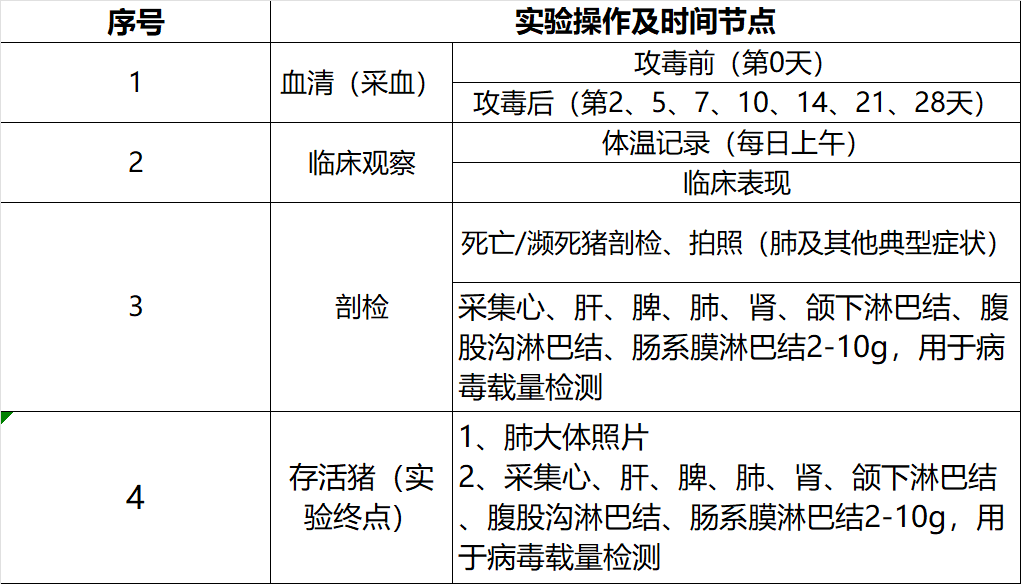 序号
实验操作及时间节点
1
血清（采血）
攻毒前（第0天）
攻毒后（第2、5、7、10、14、21、28天）
2
临床观察
体温记录（每日上午）
临床表现
3
剖检
死亡/濒死猪剖检、拍照（肺及其他典型症状）
采集心、肝、脾、肺、肾、颌下淋巴结、腹
股沟淋巴结、肠系膜淋巴结2-10g，用于病
毒载量检测
4
存活猪（实
验终点）
1、肺大体照片
2、采集心、肝、脾、肺、肾、颌下淋巴结
、腹股沟淋巴结、肠系膜淋巴结2-10g，用
于病毒载量检测